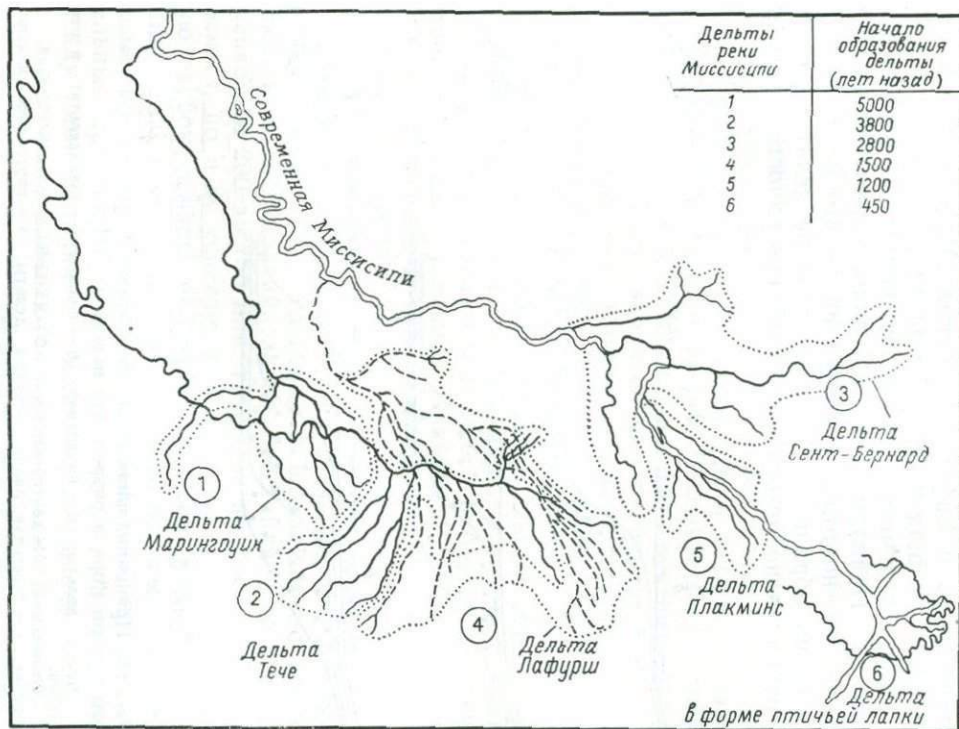 Дельты
реки
Миссисипи
Начало
образования
дельты
(лет назад)
1 5000
2 3800
3 2800
4 1500
5 1200
6 450
Современная Миссисипи
3
Дельта
Сент-Бернард
1
Дельта
Марингоуик
5
Дельта
Плакминс
2
4
Дельта
Тече
Дельта
Лафурш
6
Дельта
в форме птичьей лапки